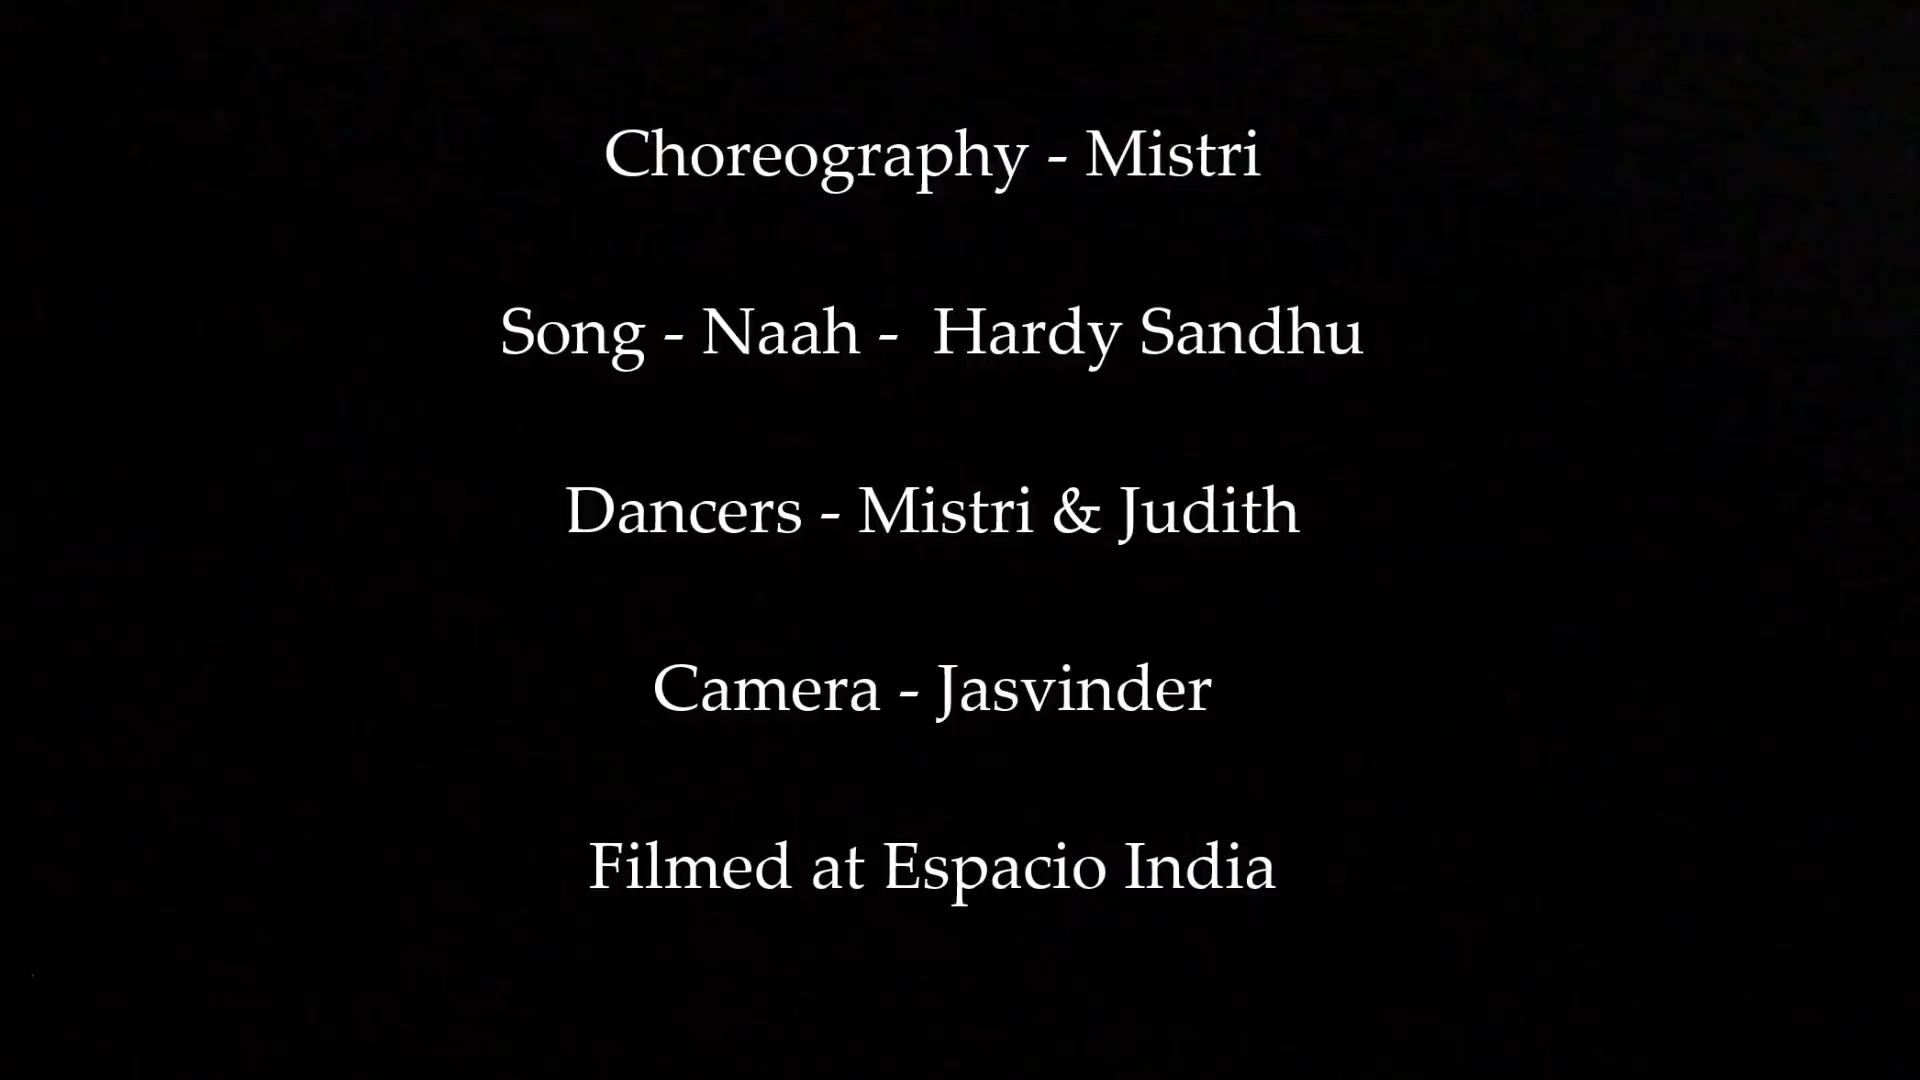 Choreography - Mistri
Song - Naah - Hardy Sandhu
Dancers - Mistri & Judith
Camera - Jasvinder
Filmed at Espacio India